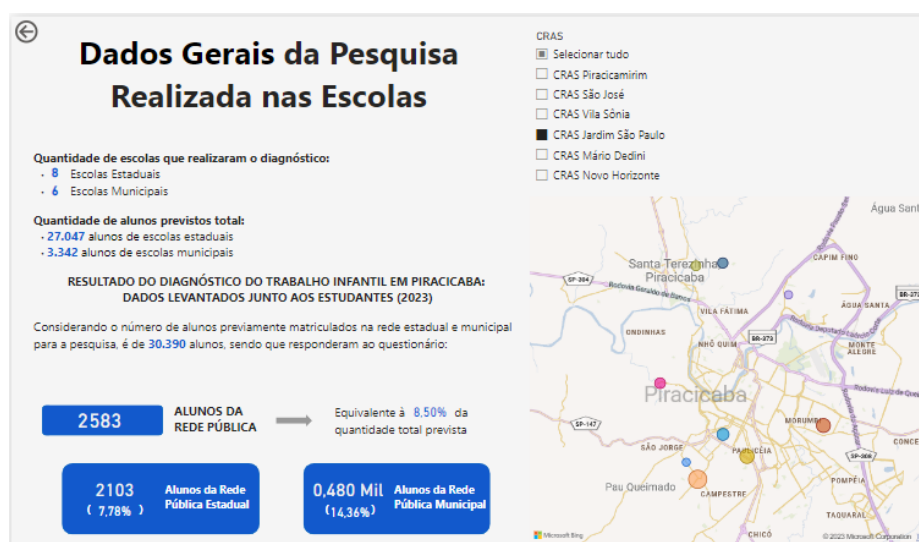 Dados Gerais da Pesquisa
Realizada nas Escolas
Quantidade de escolas que realizaram o diagnóstico:
· 8 Escolas Estaduais
· 6 Escolas Municipais
Quantidade de alunos previstos total:
· 27.047 alunos de escolas estaduais
· 3.342 alunos de escolas municipais
RESULTADO DO DIAGNÓSTICO DO TRABALHO INFANTIL EM PIRACICABA:
DADOS LEVANTADOS JUNTO AOS ESTUDANTES (2023)
Considerando o número de alunos previamente matriculados na rede estadual e municipal
para a pesquisa, é de 30.390 alunos, sendo que responderam ao questionário:
2583
ALUNOS DA
REDE PÚBLICA
Equivalente à 8,50% da
quantidade total prevista
2103
( 7,78% )
Alunos da Rede
Pública Estadual
0,480 Mil
(14,36%)
Alunos da Rede
Pública Municipal
CRAS
Selecionar tudo
CRAS Piracicamirim
CRAS São José
CRAS Vila Sônia
CRAS Jardim São Paulo
CRAS Mário Dedini
CRAS Novo Horizonte
Água Sant
CAPIM FINO
Santa Terezinha
Piracicaba
SP-304
Rodovia Geraldo de Barros
BR-373
VILA FÁTIMA
ÁGUA SANTA
ONDINHAS
NHÔ QUIM
BR-373
MONTE
ALEGRE
Piracicaba
SP-147
MORUMB
CONCE
SÃO JORGE
PAULICÉIA
SP-308
Pau Queimado
CAMPESTRE
POMPÉIA
TAQUARAL
CHICÓ
Microsoft Bing
© 2023 Microsoft Corporation